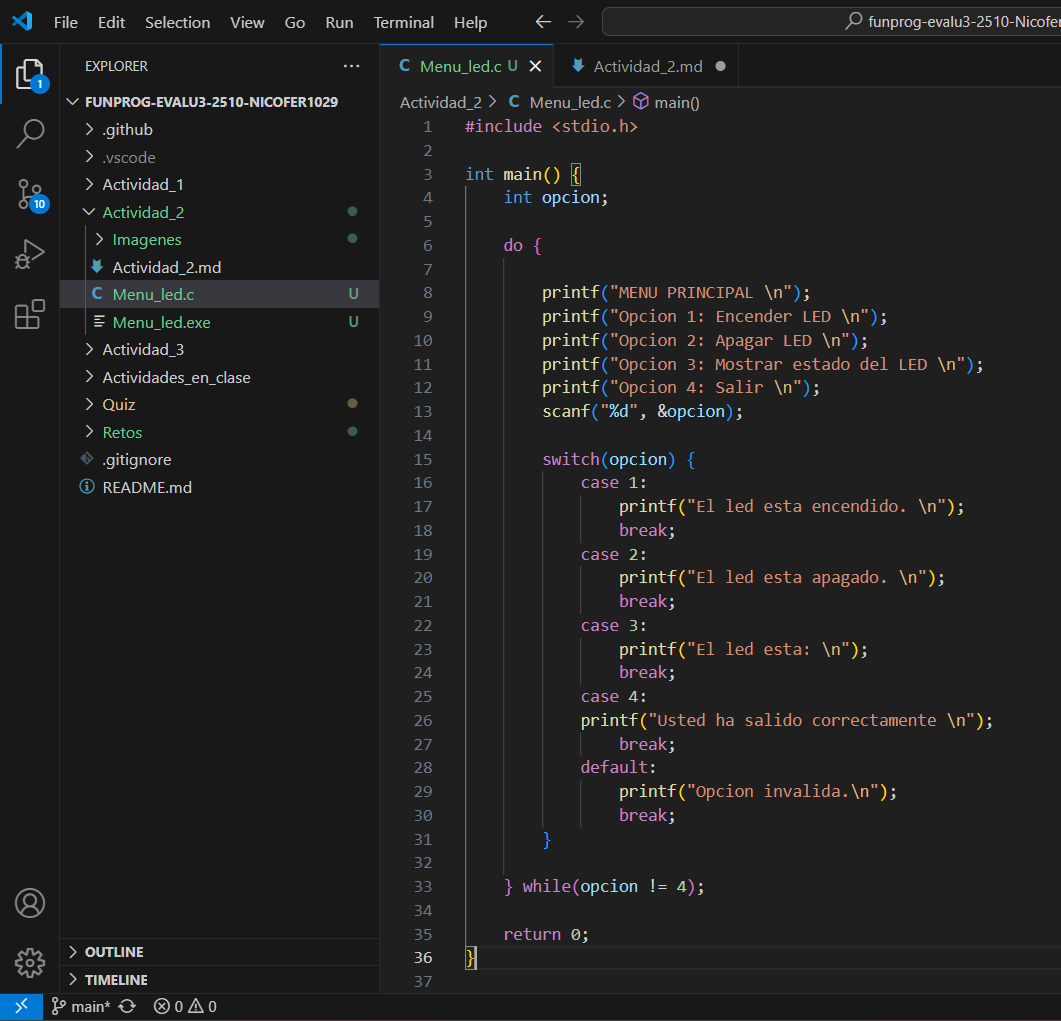 File Edit Selection View Go Run Terminal Help
funprog-evalu3-2510-Nicofer
EXPLORER
Menu_led.c U
Actividad_2.md
FUNPROG-EVALU3-2510-NICOFER1029
.github
.vscode
Actividad_1
Actividad_2
Imagenes
Actividad_2.md
Menu_led.c U
Menu_led.exe U
Actividad_3
Actividades_en_clase
Quiz
Retos
.gitignore
README.md
1
10
OUTLINE
TIMELINE
Actividad_2 > C Menu_led.c > main()
1 #include <stdio.h>
2
3 int main() {
4     int opcion;
5
6     do {
7
8         printf("MENU PRINCIPAL \n");
9         printf("Opcion 1: Encender LED \n");
10         printf("Opcion 2: Apagar LED \n");
11         printf("Opcion 3: Mostrar estado del LED \n");
12         printf("Opcion 4: Salir \n");
13         scanf("%d", &opcion);
14
15         switch(opcion) {
16             case 1:
17                 printf("El led esta encendido. \n");
18                 break;
19             case 2:
20                 printf("El led esta apagado. \n");
21                 break;
22             case 3:
23                 printf("El led esta: \n");
24                 break;
25             case 4:
26             printf("Usted ha salido correctamente \n");
27                 break;
28             default:
29                 printf("Opcion invalida.\n");
30                 break;
31         }
32
33     } while(opcion != 4);
34
35     return 0;
36 }
37
main* 0 0